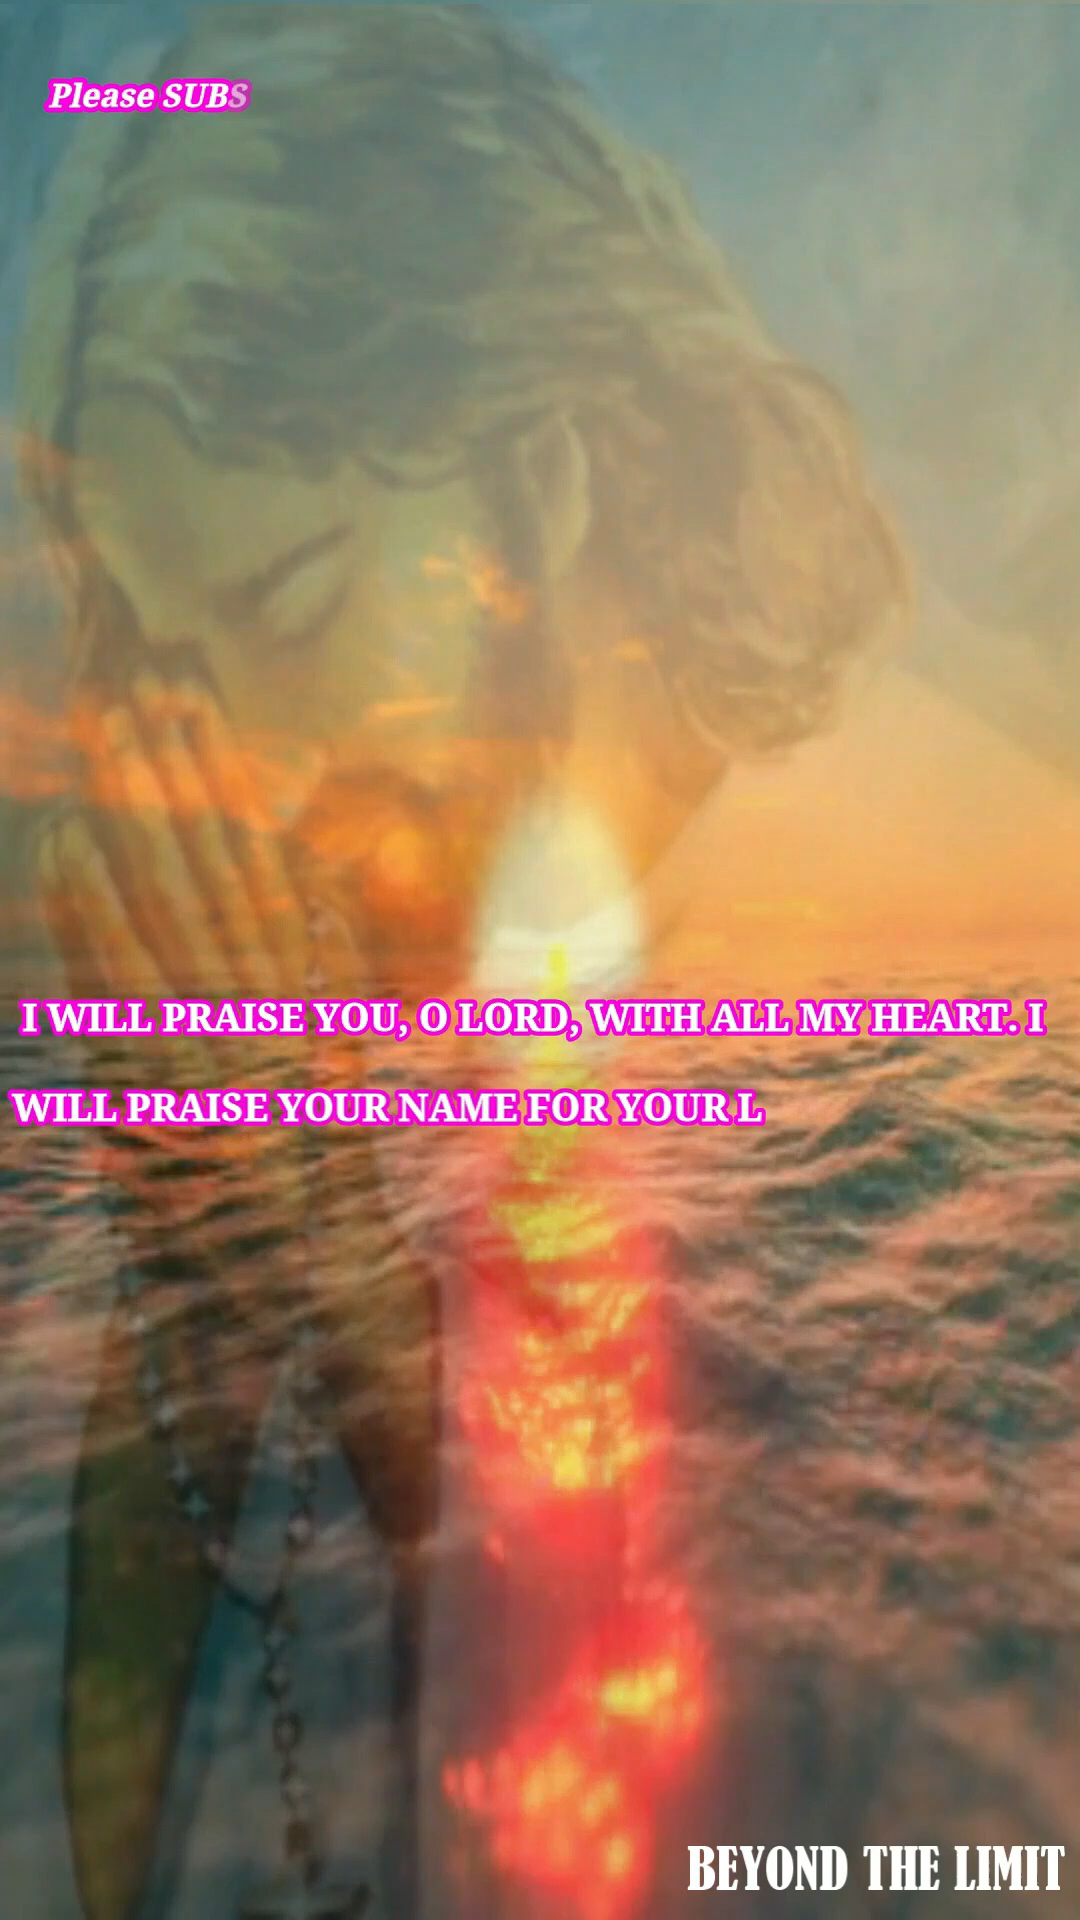 Please SUBS
I WILL PRAISE YOU, O LORD, WITH ALL MY HEART. I
WILL PRAISE YOUR NAME FOR YOUR L
BEYOND THE LIMIT